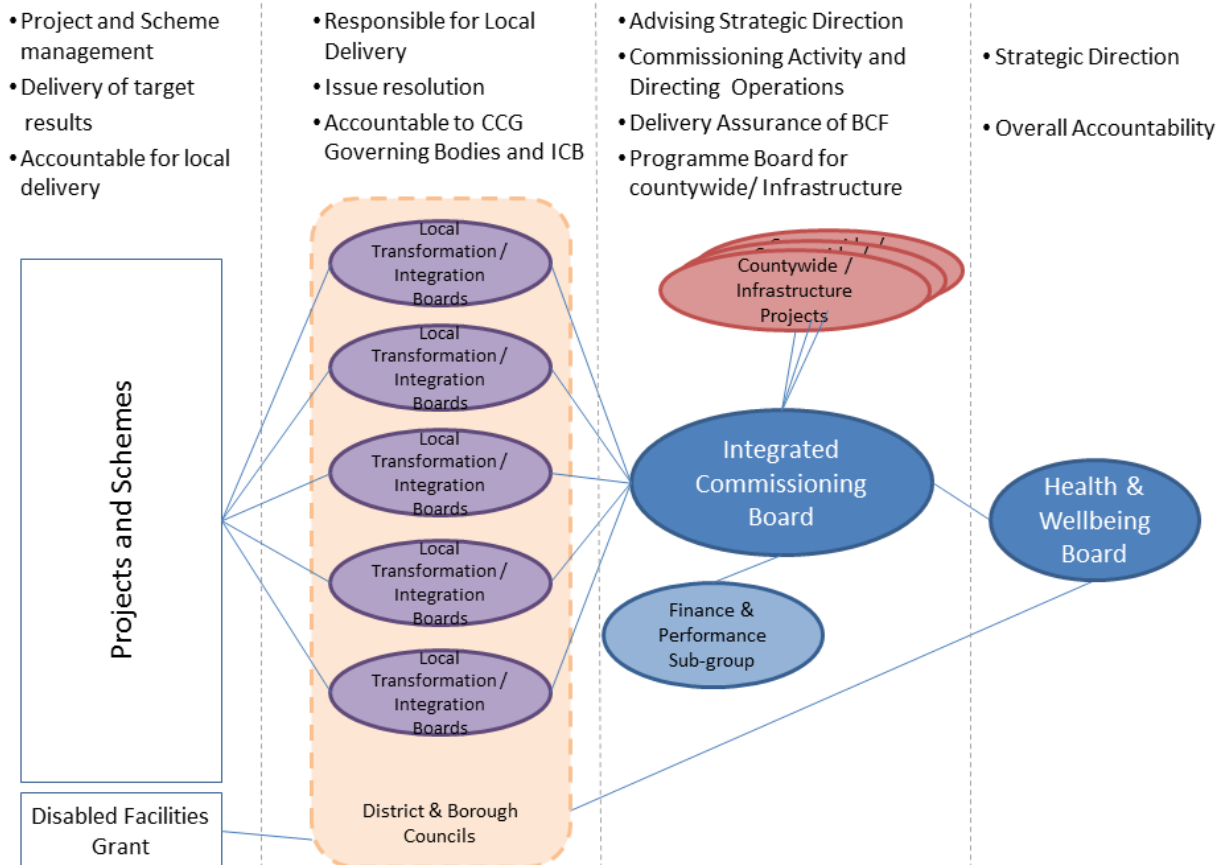 • Project and Scheme
management
• Delivery of target
results
• Accountable for local
delivery
• Responsible for Local
Delivery
• Issue resolution
• Accountable to CCG
Governing Bodies and ICB
• Advising Strategic Direction
• Commissioning Activity and
Directing Operations
• Delivery Assurance of BCF
• Programme Board for
countywide/ Infrastructure
• Strategic Direction
• Overall Accountability
Projects and Schemes
Disabled Facilities
Grant
Local
Transformation /
Integration
Boards
Local
Transformation /
Integration
Boards
Local
Transformation /
Integration
Boards
Local
Transformation /
Integration
Boards
Local
Transformation /
Integration
Boards
District & Borough
Councils
Countywide /
Infrastructure
Projects
Integrated
Commissioning
Board
Finance &
Performance
Sub-group
Health &
Wellbeing
Board